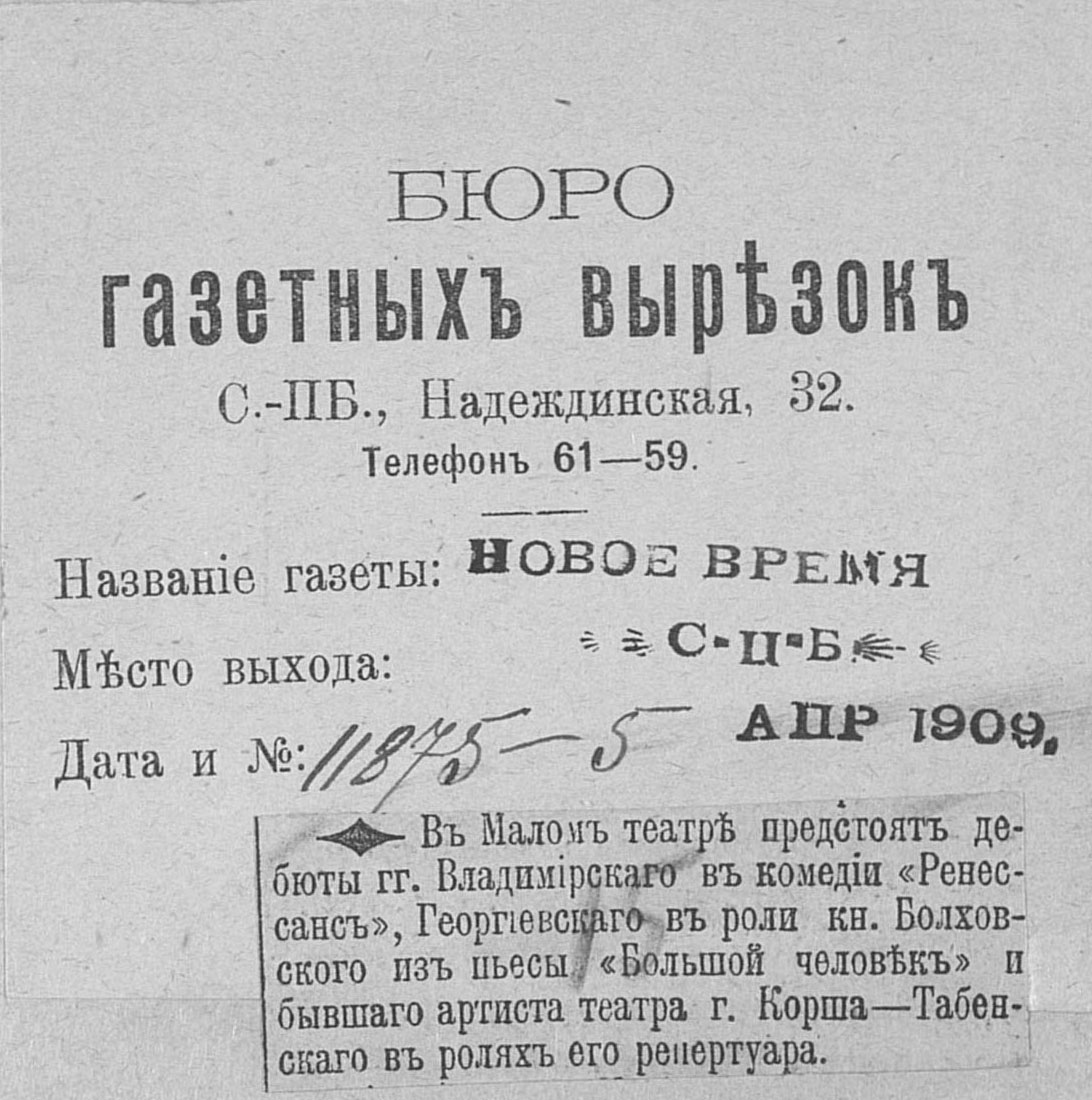 БЮРО
газетныхъ вырѣзокъ
С.-ПБ., Надеждинская, 32.
Телефонъ 61—59.
Названіе газеты: НОВОЕ ВРЕМЯ
Мѣсто выхода: С-П-Б.
Дата и №: 11875—5 АПР 1909.
Въ Маломъ театрѣ предстоятъ де-
бюты гг. Владимірскаго въ комедіи «Ренес-
сансъ», Георгіевскаго въ роли кн. Болхов-
ского изъ пьесы «Большой человѣкъ» и
бывшаго артиста театра г. Корша—Табен-
скаго въ роляхъ его репертуара.